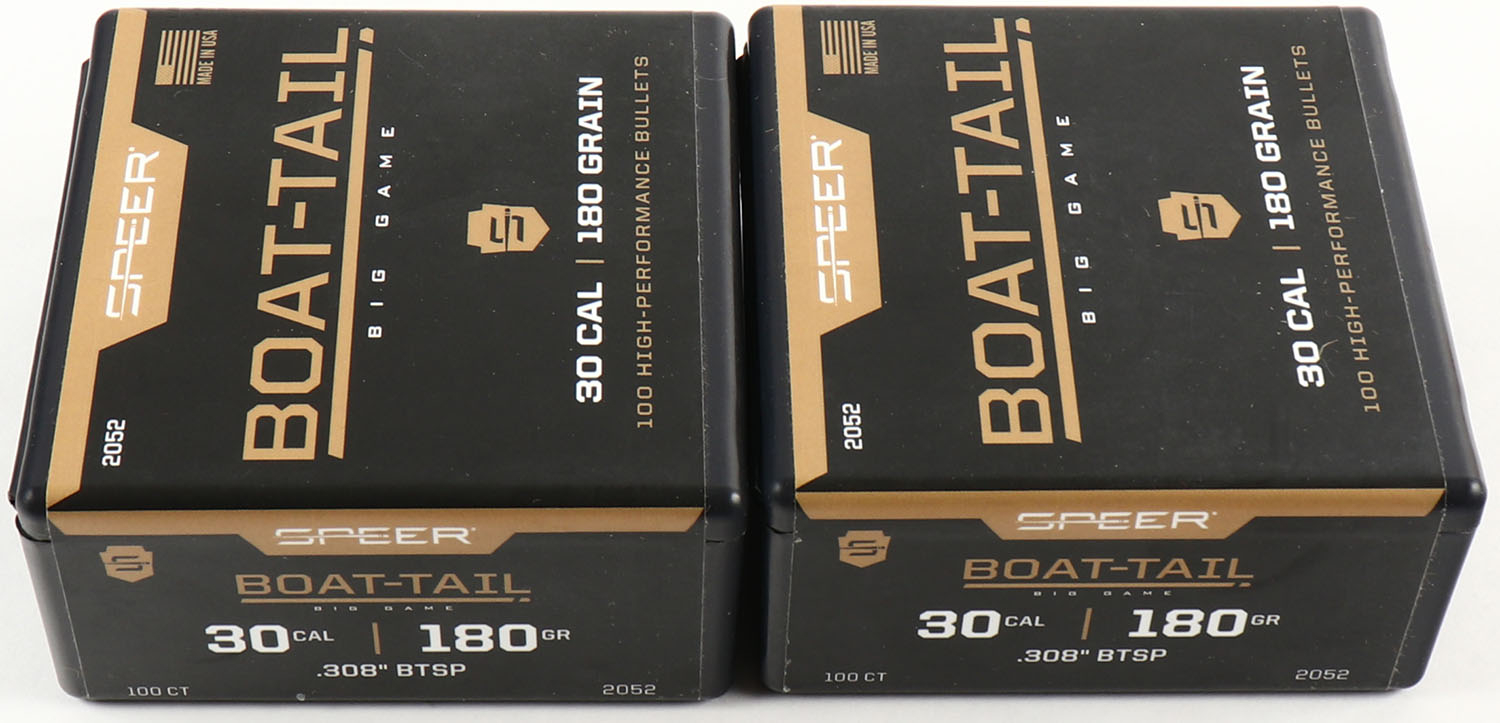 MADE IN USA
SPEER
2052
BOAT-TAIL
BIG GAME
30 CAL | 180 GRAIN
100 HIGH-PERFORMANCE BULLETS
SPEER
BOAT-TAIL
BIG GAME
30 CAL | 180 GR
.308" BTSP
100 CT 2052
MADE IN USA
SPEER
2052
BOAT-TAIL
BIG GAME
30 CAL | 180 GRAIN
100 HIGH-PERFORMANCE BULLETS
SPEER
BOAT-TAIL
BIG GAME
30 CAL | 180 GR
.308" BTSP
100 CT 2052